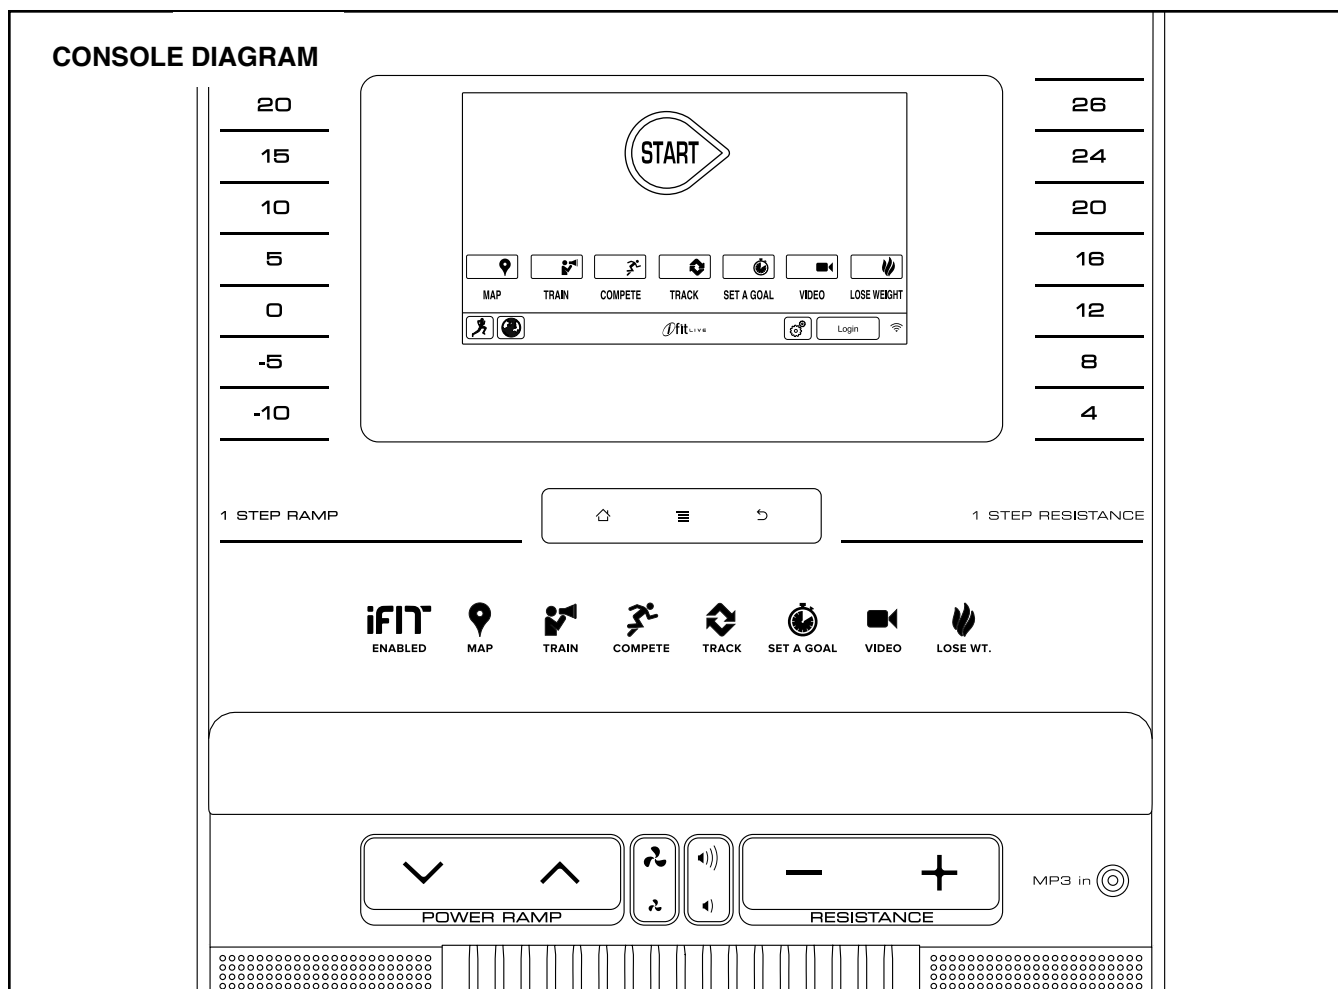 CONSOLE DIAGRAM
20
15
10
5
0
-5
-10
START
MAP TRAIN COMPETE TRACK SET A GOAL VIDEO LOSE WEIGHT
ifit LIVE
Login
26
24
20
16
12
8
4
1 STEP RAMP
1 STEP RESISTANCE
iFIT
ENABLED MAP TRAIN COMPETE TRACK SET A GOAL VIDEO LOSE WT.
POWER RAMP
RESISTANCE
MP3 in